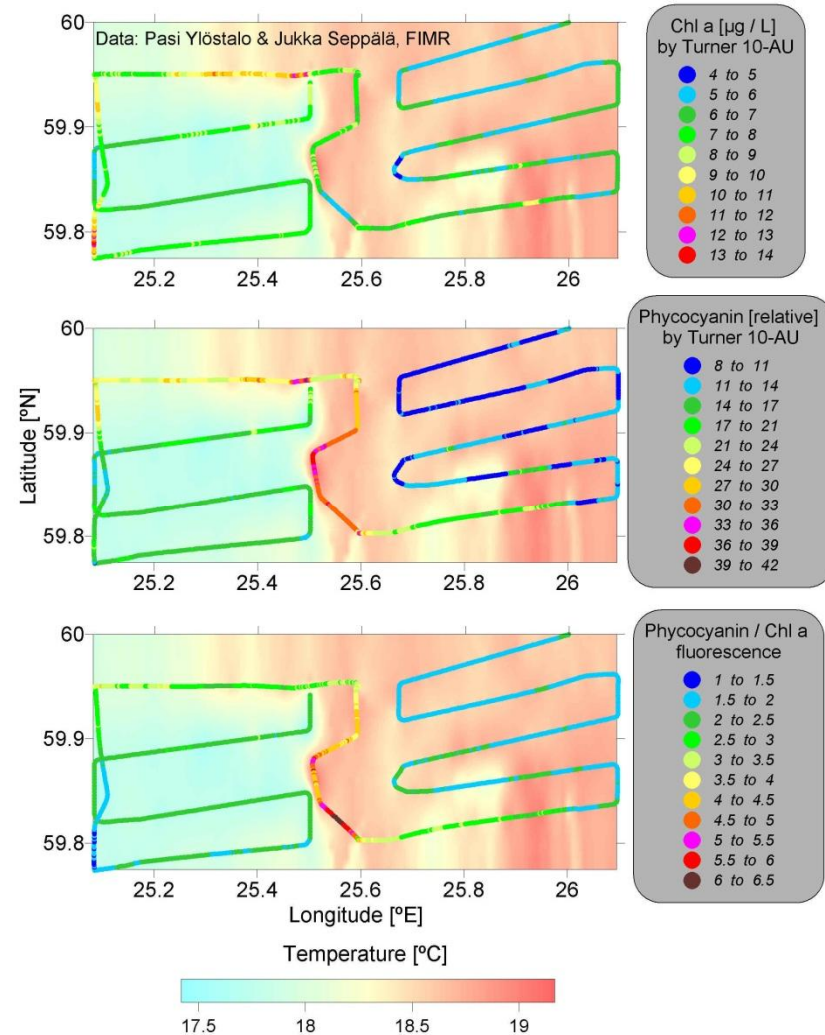 60
Data: Pasi Ylöstalo & Jukka Seppälä, FIMR
59.9
59.8
25.2 25.4 25.6 25.8 26
Chl a [µg / L]
by Turner 10-AU
4 to 5
5 to 6
6 to 7
7 to 8
8 to 9
9 to 10
10 to 11
11 to 12
12 to 13
13 to 14
60
59.9
59.8
Latitude [ºN]
25.2 25.4 25.6 25.8 26
Phycocyanin [relative]
by Turner 10-AU
8 to 11
11 to 14
14 to 17
17 to 21
21 to 24
24 to 27
27 to 30
30 to 33
33 to 36
36 to 39
39 to 42
60
59.9
59.8
25.2 25.4 25.6 25.8 26
Longitude [ºE]
Phycocyanin / Chl a
fluorescence
1 to 1.5
1.5 to 2
2 to 2.5
2.5 to 3
3 to 3.5
3.5 to 4
4 to 4.5
4.5 to 5
5 to 5.5
5.5 to 6
6 to 6.5
Temperature [ºC]
17.5 18 18.5 19